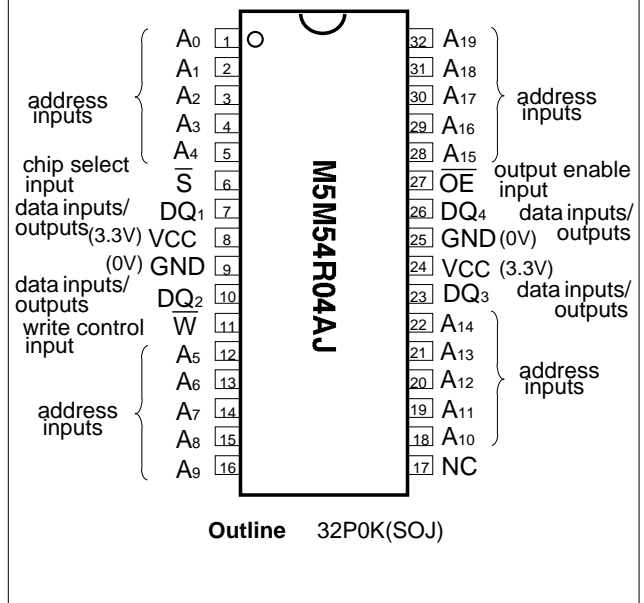 A0 1 32 A19
A1 2 31 A18
address inputs A2 3 30 A17 address inputs
A3 4 29 A16
A4 5 28 A15
chip select input S̅ 6 27 O̅E̅ output enable input
data inputs/ outputs DQ1 7 26 DQ4 data inputs/ outputs
(3.3V) VCC 8 25 GND (0V)
(0V) GND 9 24 VCC (3.3V)
data inputs/ outputs DQ2 10 23 DQ3 data inputs/ outputs
write control input W̅ 11 22 A14
A5 12 21 A13
A6 13 20 A12 address inputs
address inputs A7 14 19 A11
A8 15 18 A10
A9 16 17 NC
M5M54R04AJ
Outline 32P0K(SOJ)